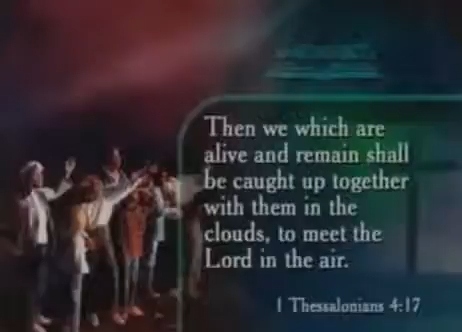 Then we which are
alive and remain shall
be caught up together
with them in the
clouds, to meet the
Lord in the air.
1 Thessalonians 4:17